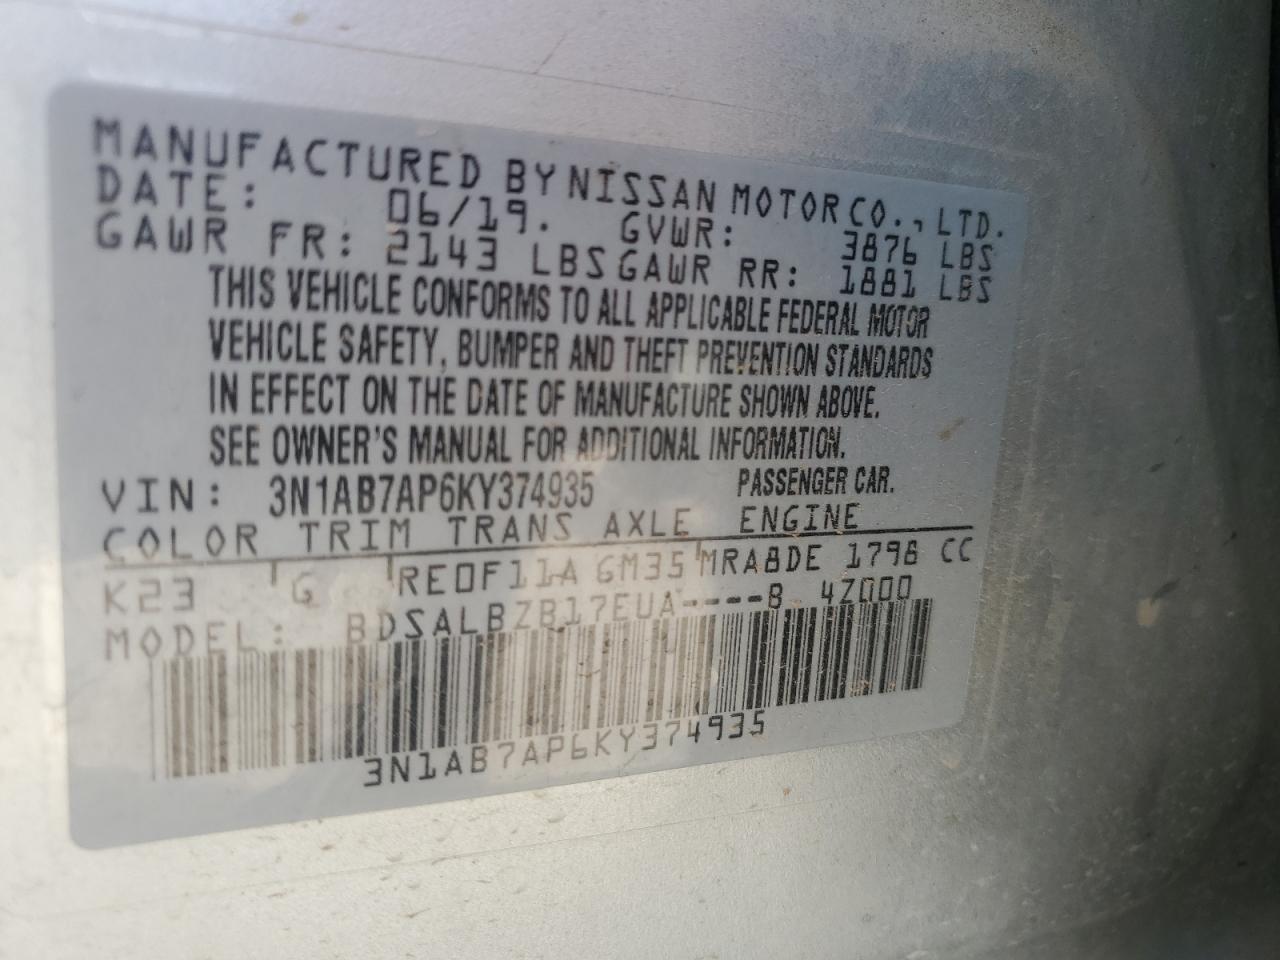 MANUFACTURED BY NISSAN MOTOR CO., LTD.
DATE: 06/19. GVWR: 3876 LBS
GAWR FR: 2143 LBS GAWR RR: 1881 LBS
THIS VEHICLE CONFORMS TO ALL APPLICABLE FEDERAL MOTOR
VEHICLE SAFETY, BUMPER AND THEFT PREVENTION STANDARDS
IN EFFECT ON THE DATE OF MANUFACTURE SHOWN ABOVE.
SEE OWNER'S MANUAL FOR ADDITIONAL INFORMATION.
VIN: 3N1AB7AP6KY374935 PASSENGER CAR.
COLOR TRIM TRANS AXLE ENGINE
K23 G RE0F11A GM35 MRA8DE 1798 CC
MODEL: BDSALBZB17EUA----B 4Z000
3N1AB7AP6KY374935